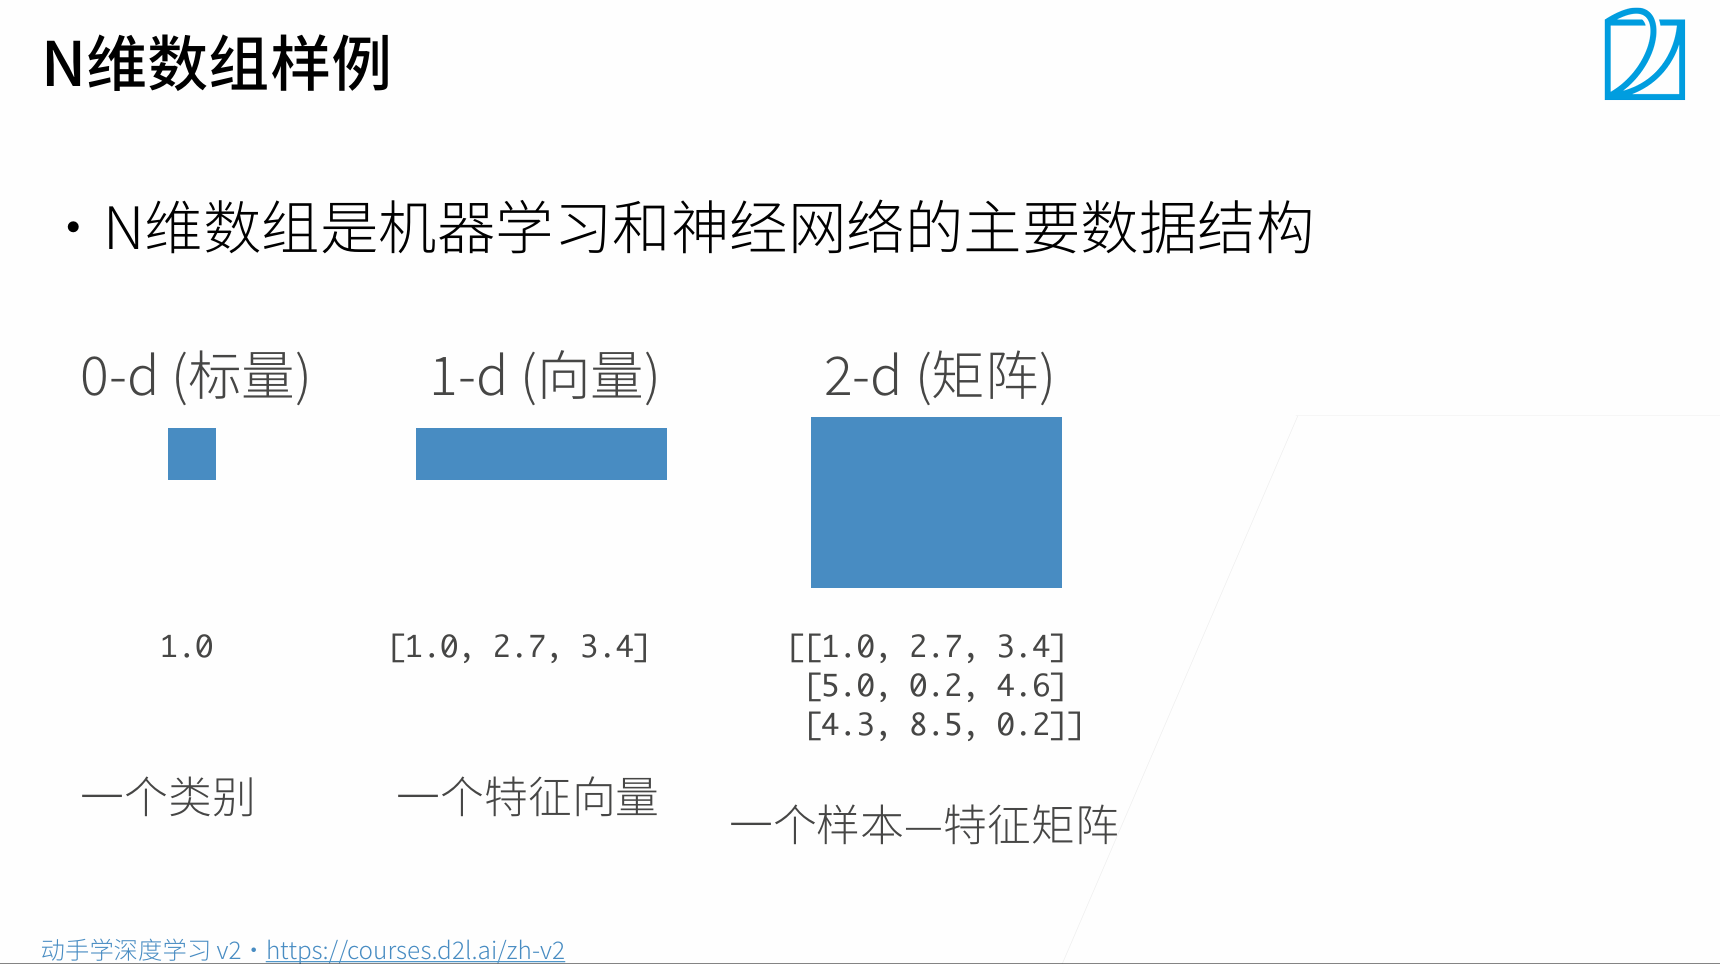 N维数组样例
• N维数组是机器学习和神经网络的主要数据结构
0-d (标量)
1-d (向量)
2-d (矩阵)
1.0
[1.0, 2.7, 3.4]
[[1.0, 2.7, 3.4]
[5.0, 0.2, 4.6]
[4.3, 8.5, 0.2]]
一个类别
一个特征向量
一个样本—特征矩阵
动手学深度学习 v2 • https://courses.d2l.ai/zh-v2